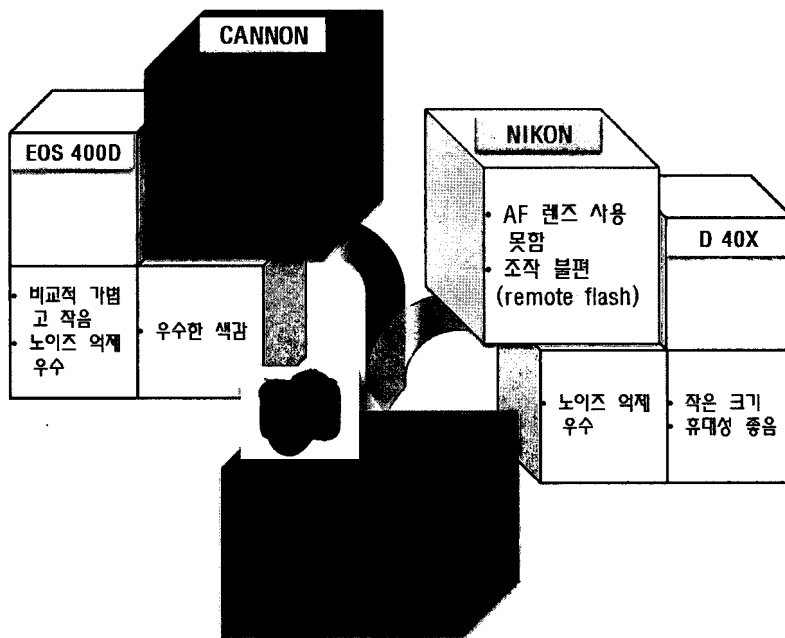 CANNON
EOS 400D
• 비교적 가볍
고 작음
• 노이즈 억제
우수
• 우수한 색감
NIKON
• AF 렌즈 사용
못함
• 조작 불편
(remote flash)
D 40X
• 노이즈 억제
우수
• 작은 크기
• 휴대성 좋음